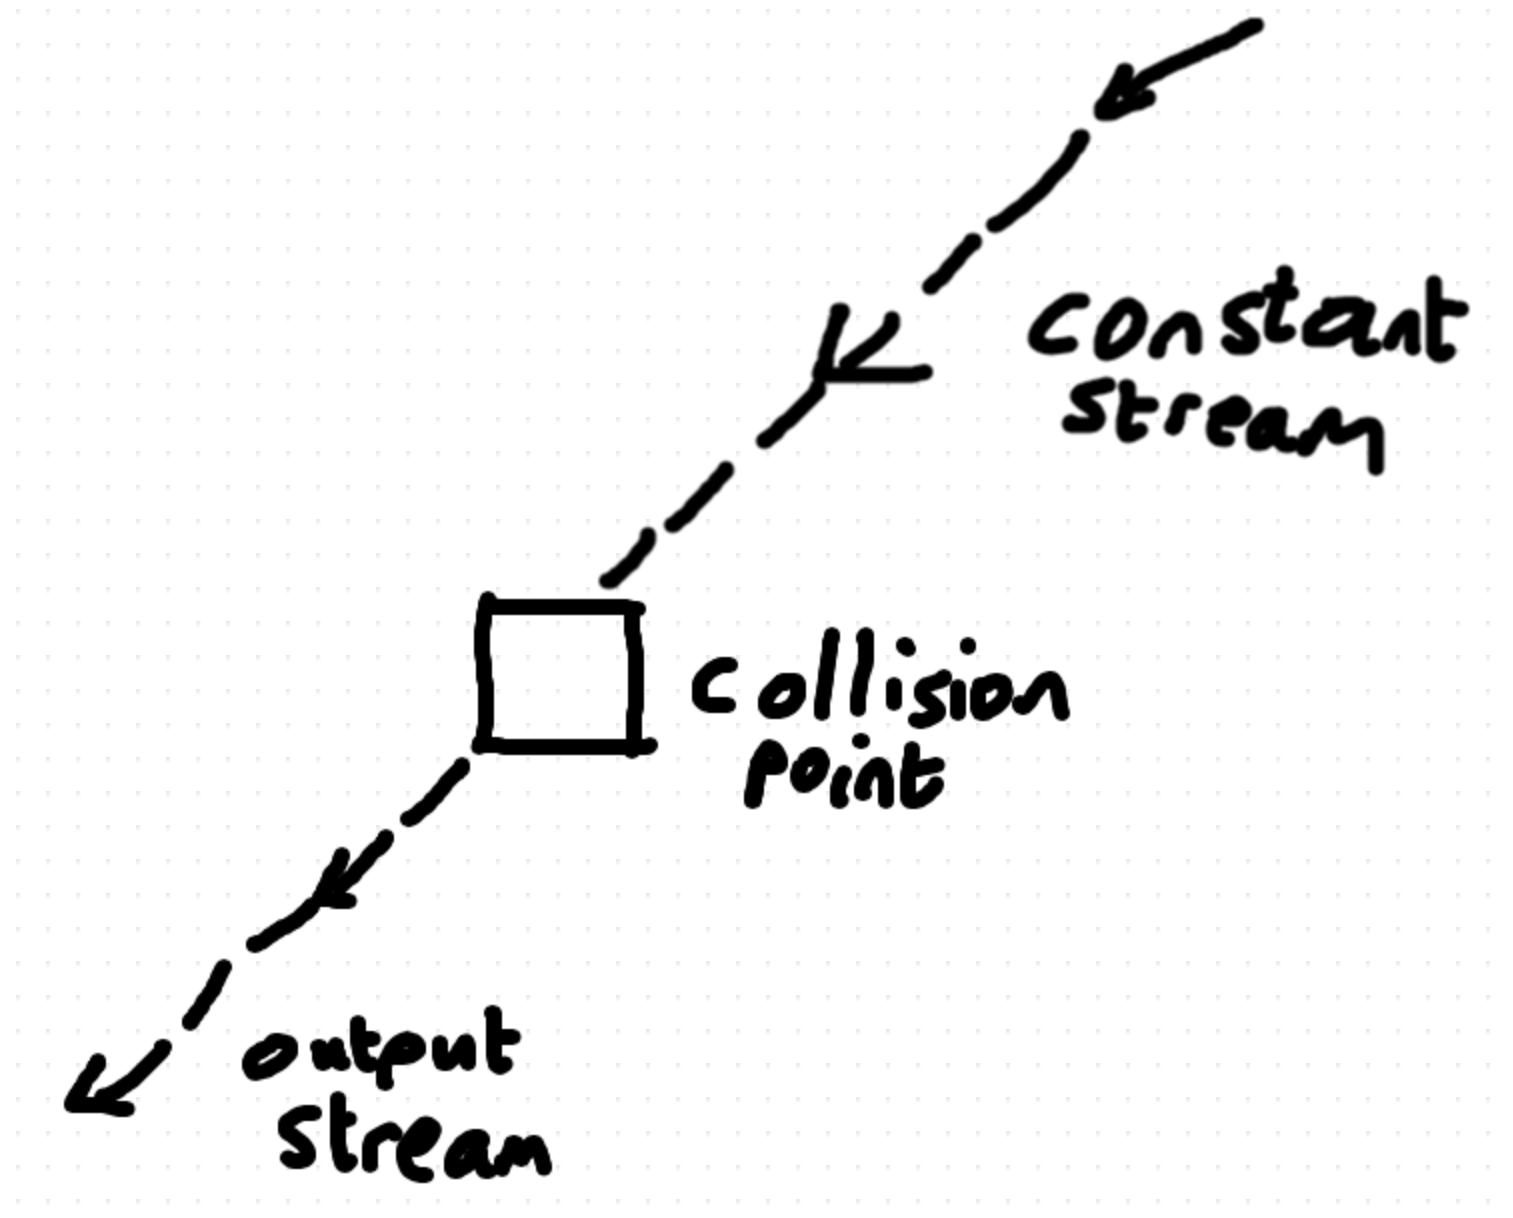 constant
stream
Collision
point
output
stream